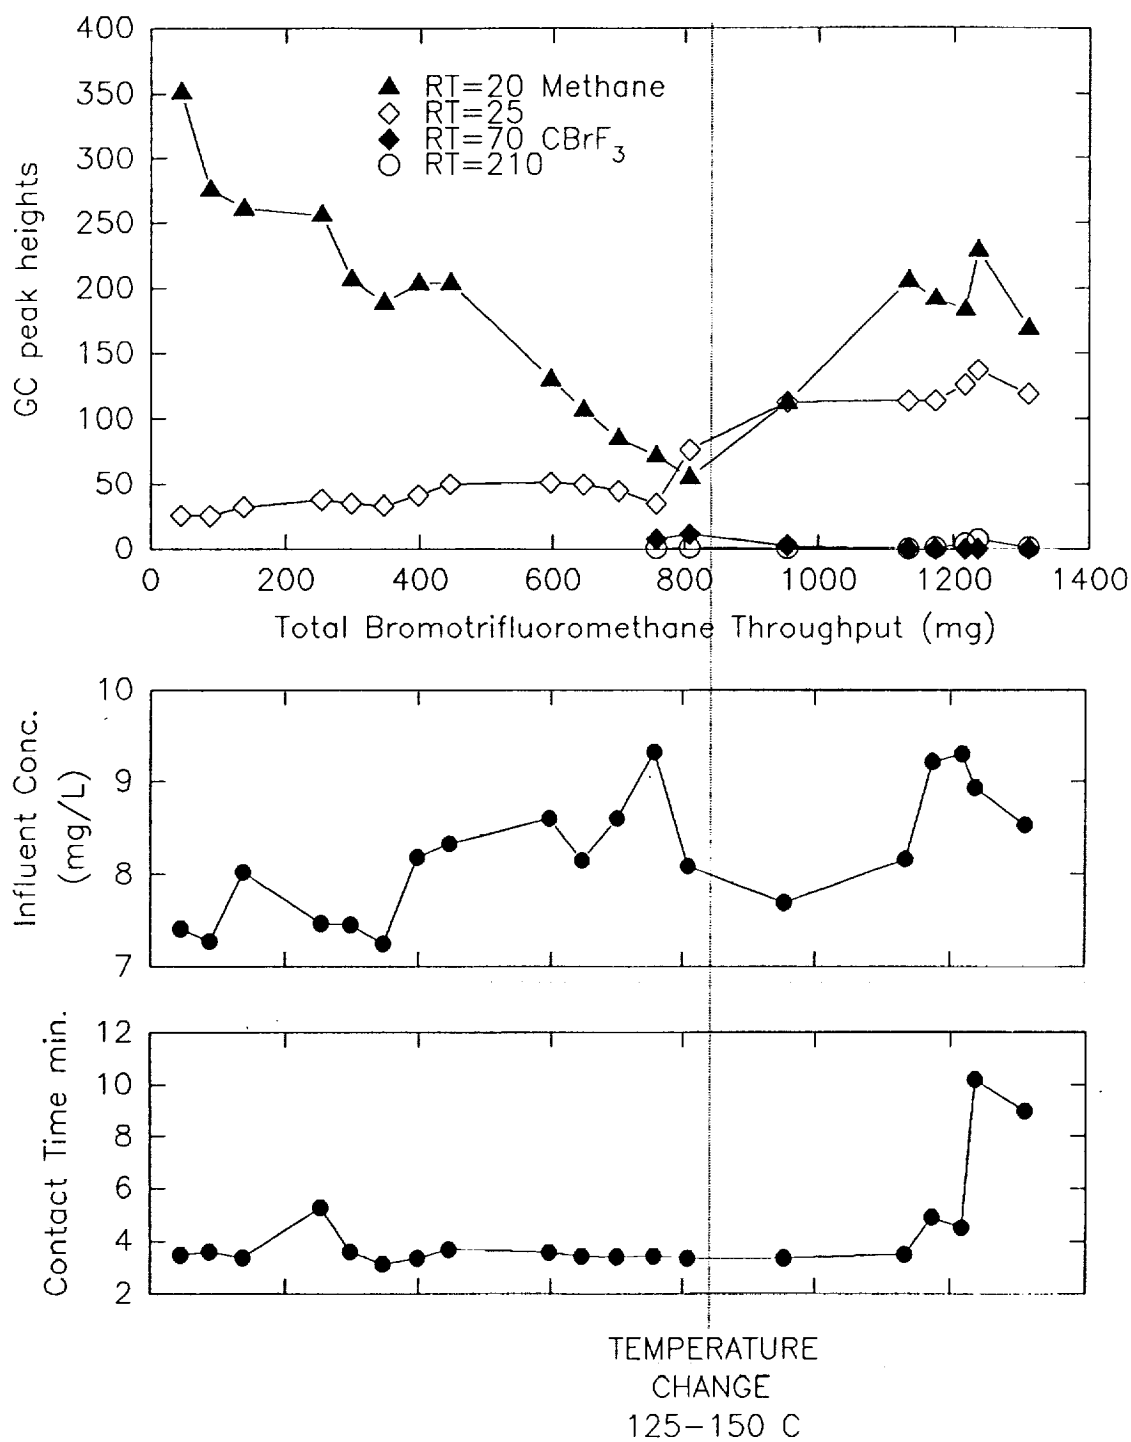 400
350
300
250
200
150
100
50
0
GC peak heights
RT=20 Methane
RT=25
RT=70 CBrF3
RT=210
0 200 400 600 800 1000 1200 1400
Total Bromotrifluoromethane Throughput (mg)
10
9
8
7
Influent Conc.
(mg/L)
12
10
8
6
4
2
Contact Time min.
TEMPERATURE
CHANGE
125-150 C